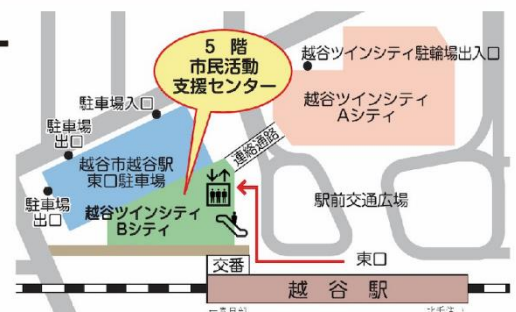 5 階
市民活動
支援センター
越谷ツインシティ駐輪場出入口
越谷ツインシティ
Aシティ
駐車場入口
駐車場
出口
連絡通路
越谷市越谷駅
東口駐車場
駐車場
出口
越谷ツインシティ
Bシティ
駅前交通広場
交番
東口
越谷駅